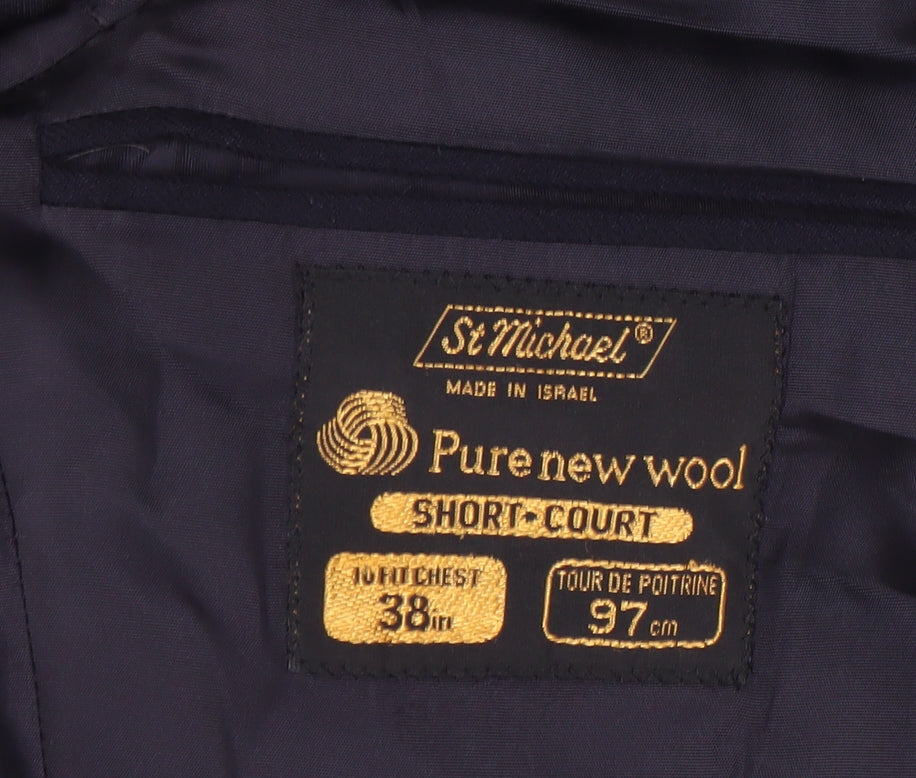 St Michael®
MADE IN ISRAEL
Pure new wool
SHORT·COURT
TO FIT CHEST
38in
TOUR DE POITRINE
97 cm